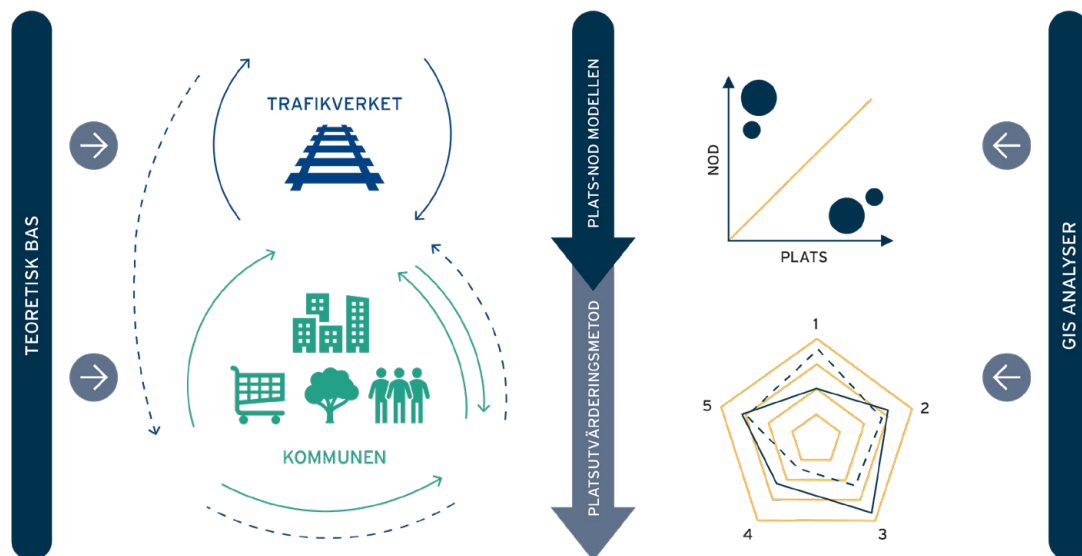 TEORETISK BAS
TRAFIKVERKET
KOMMUNEN
PLATS-NOD MODELLEN
PLATSUTVÄRDERINGSMETOD
NOD
PLATS
1
2
3
4
5
GIS ANALYSER